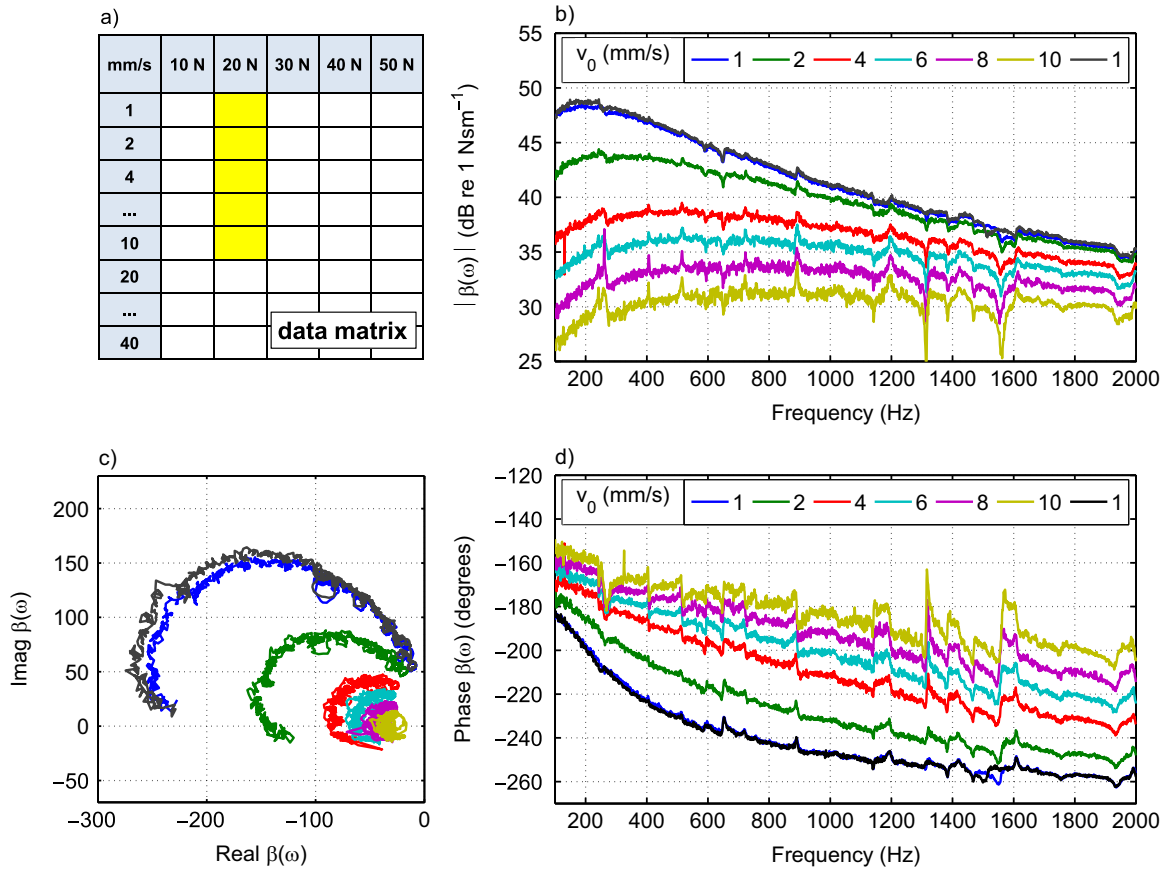 a)
mm/s 10 N 20 N 30 N 40 N 50 N
1
2
4
...
10
20
...
40
data matrix
b)
v0 (mm/s) 1 2 4 6 8 10 1
|β(ω)| (dB re 1 Nsm−1)
55
50
45
40
35
30
25
200 400 600 800 1000 1200 1400 1600 1800 2000
Frequency (Hz)
c)
Imag β(ω)
200
150
100
50
0
−50
−300 −200 −100 0
Real β(ω)
d)
v0 (mm/s) 1 2 4 6 8 10 1
Phase β(ω) (degrees)
−120
−140
−160
−180
−200
−220
−240
−260
200 400 600 800 1000 1200 1400 1600 1800 2000
Frequency (Hz)